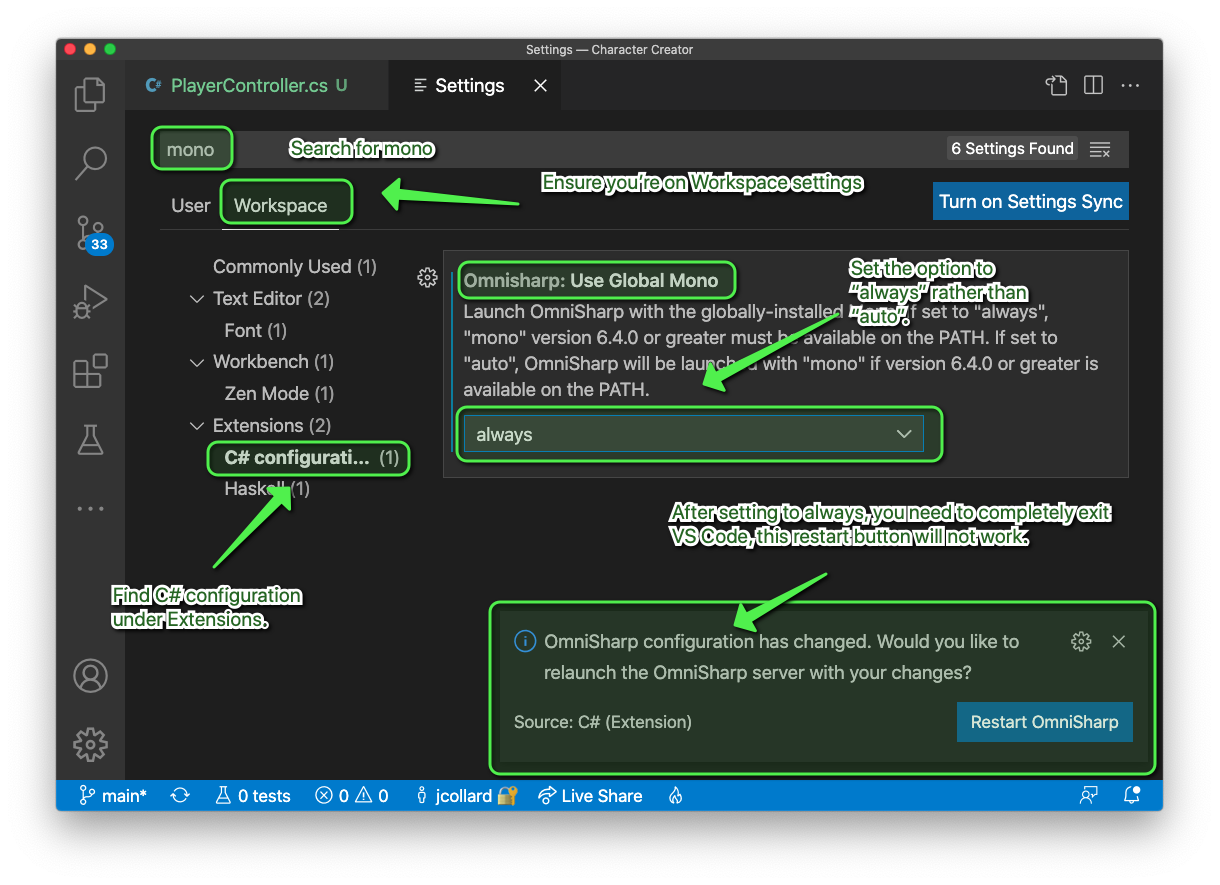 Settings — Character Creator
C# PlayerController.cs U
Settings
mono
Search for mono
6 Settings Found
Ensure you're on Workspace settings
User
Workspace
Turn on Settings Sync
Commonly Used (1)
Text Editor (2)
Font (1)
Workbench (1)
Zen Mode (1)
Extensions (2)
C# configurati... (1)
Haskell (1)
Omnisharp: Use Global Mono
Launch OmniSharp with the globally-installed If set to "always",
"mono" version 6.4.0 or greater must be available on the PATH. If set to
"auto", OmniSharp will be launched with "mono" if version 6.4.0 or greater is
available on the PATH.
always
Set the option to
"always" rather than
"auto".
33
Find C# configuration
under Extensions.
After setting to always, you need to completely exit
VS Code, this restart button will not work.
OmniSharp configuration has changed. Would you like to
relaunch the OmniSharp server with your changes?
Source: C# (Extension)
Restart OmniSharp
main*
0 tests
0 0
jcollard
Live Share